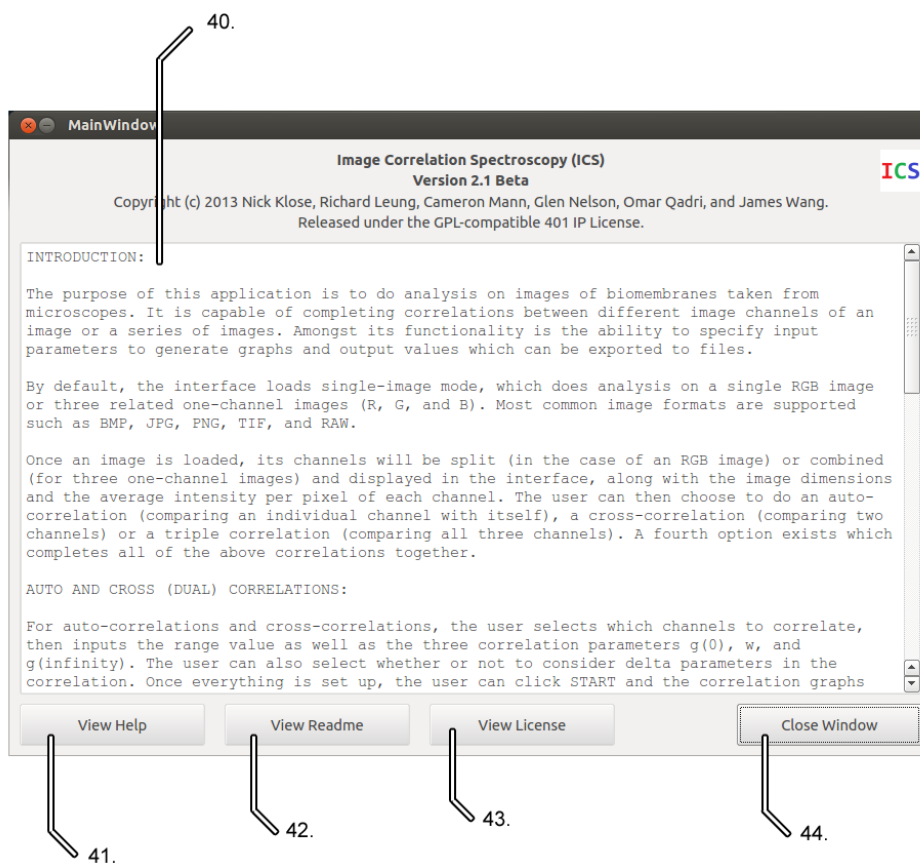 40.
MainWindow
Image Correlation Spectroscopy (ICS)
Version 2.1 Beta
ICS
Copyright (c) 2013 Nick Klose, Richard Leung, Cameron Mann, Glen Nelson, Omar Qadri, and James Wang.
Released under the GPL-compatible 401 IP License.
INTRODUCTION:
The purpose of this application is to do analysis on images of biomembranes taken from
microscopes. It is capable of completing correlations between different image channels of an
image or a series of images. Amongst its functionality is the ability to specify input
parameters to generate graphs and output values which can be exported to files.
By default, the interface loads single-image mode, which does analysis on a single RGB image
or three related one-channel images (R, G, and B). Most common image formats are supported
such as BMP, JPG, PNG, TIF, and RAW.
Once an image is loaded, its channels will be split (in the case of an RGB image) or combined
(for three one-channel images) and displayed in the interface, along with the image dimensions
and the average intensity per pixel of each channel. The user can then choose to do an auto-
correlation (comparing an individual channel with itself), a cross-correlation (comparing two
channels) or a triple correlation (comparing all three channels). A fourth option exists which
completes all of the above correlations together.
AUTO AND CROSS (DUAL) CORRELATIONS:
For auto-correlations and cross-correlations, the user selects which channels to correlate,
then inputs the range value as well as the three correlation parameters g(0), w, and
g(infinity). The user can also select whether or not to consider delta parameters in the
correlation. Once everything is set up, the user can click START and the correlation graphs
View Help
View Readme
View License
Close Window
41.
42.
43.
44.